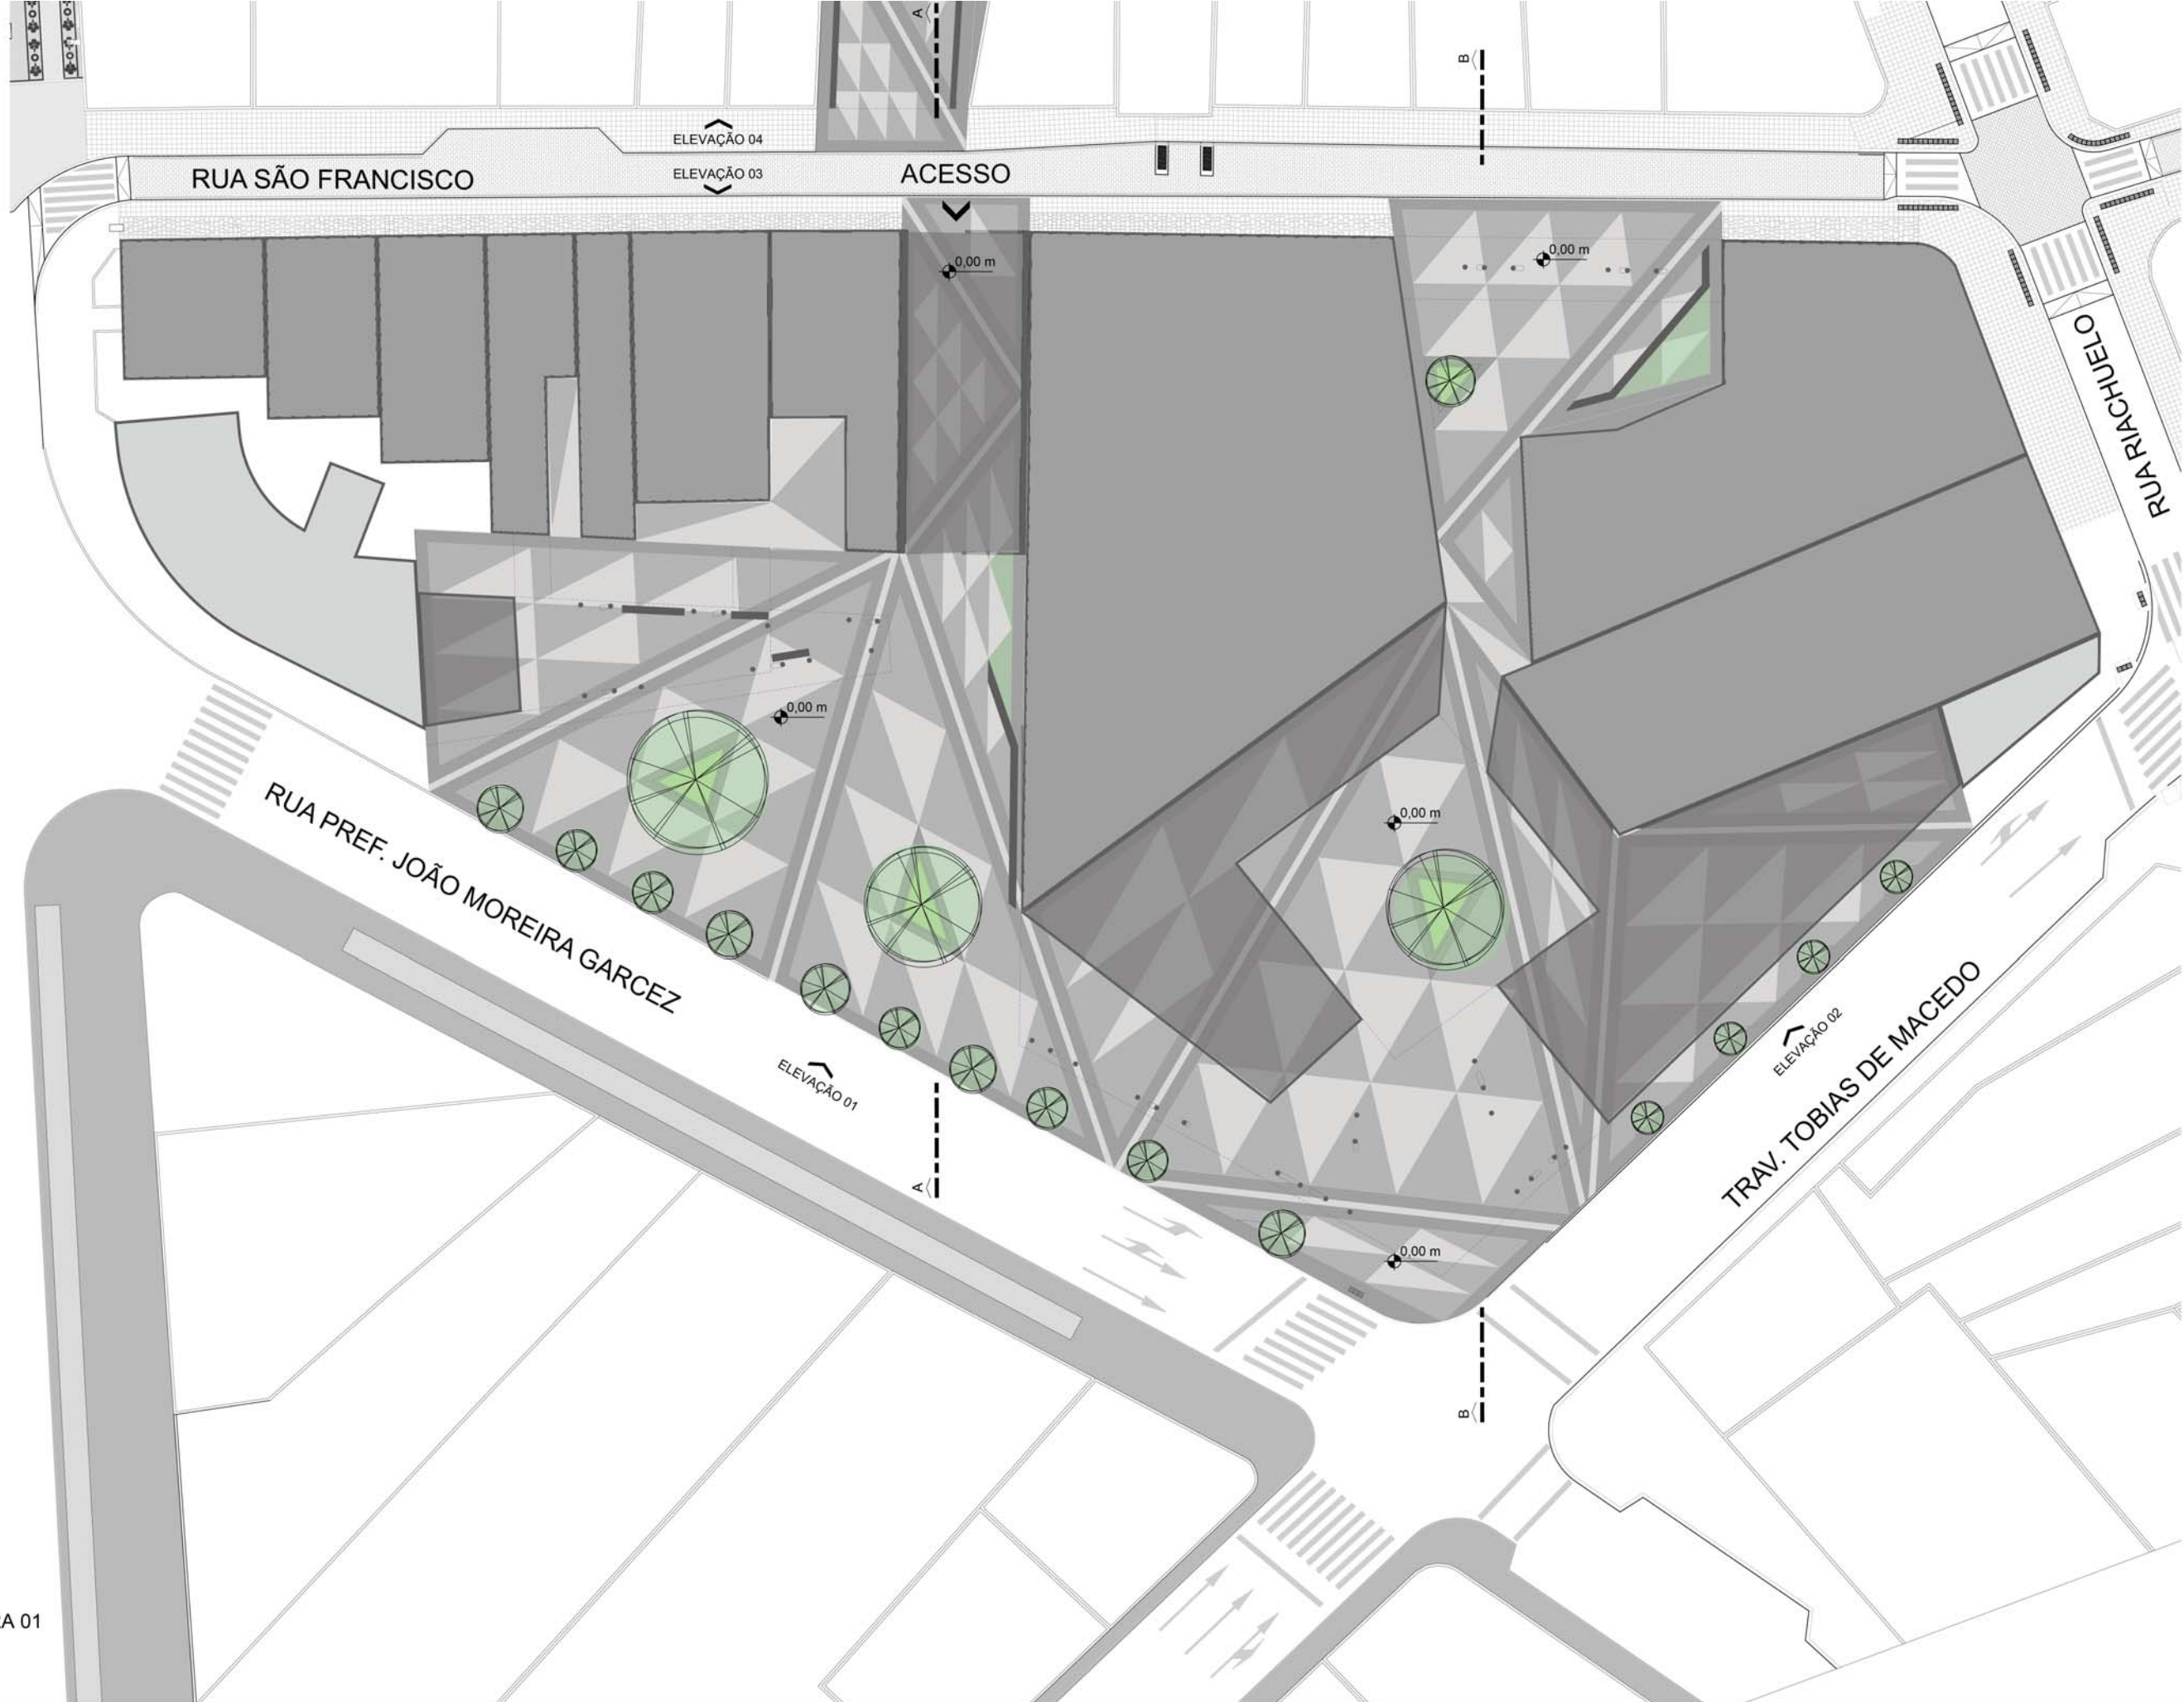 A
B
ELEVAÇÃO 04
RUA SÃO FRANCISCO
ELEVAÇÃO 03
ACESSO
0,00 m
0,00 m
RUA RIACHUELO
0,00 m
RUA PREF. JOÃO MOREIRA GARCEZ
0,00 m
ELEVAÇÃO 01
ELEVAÇÃO 02
TRAV. TOBIAS DE MACEDO
A
0,00 m
B
A 01